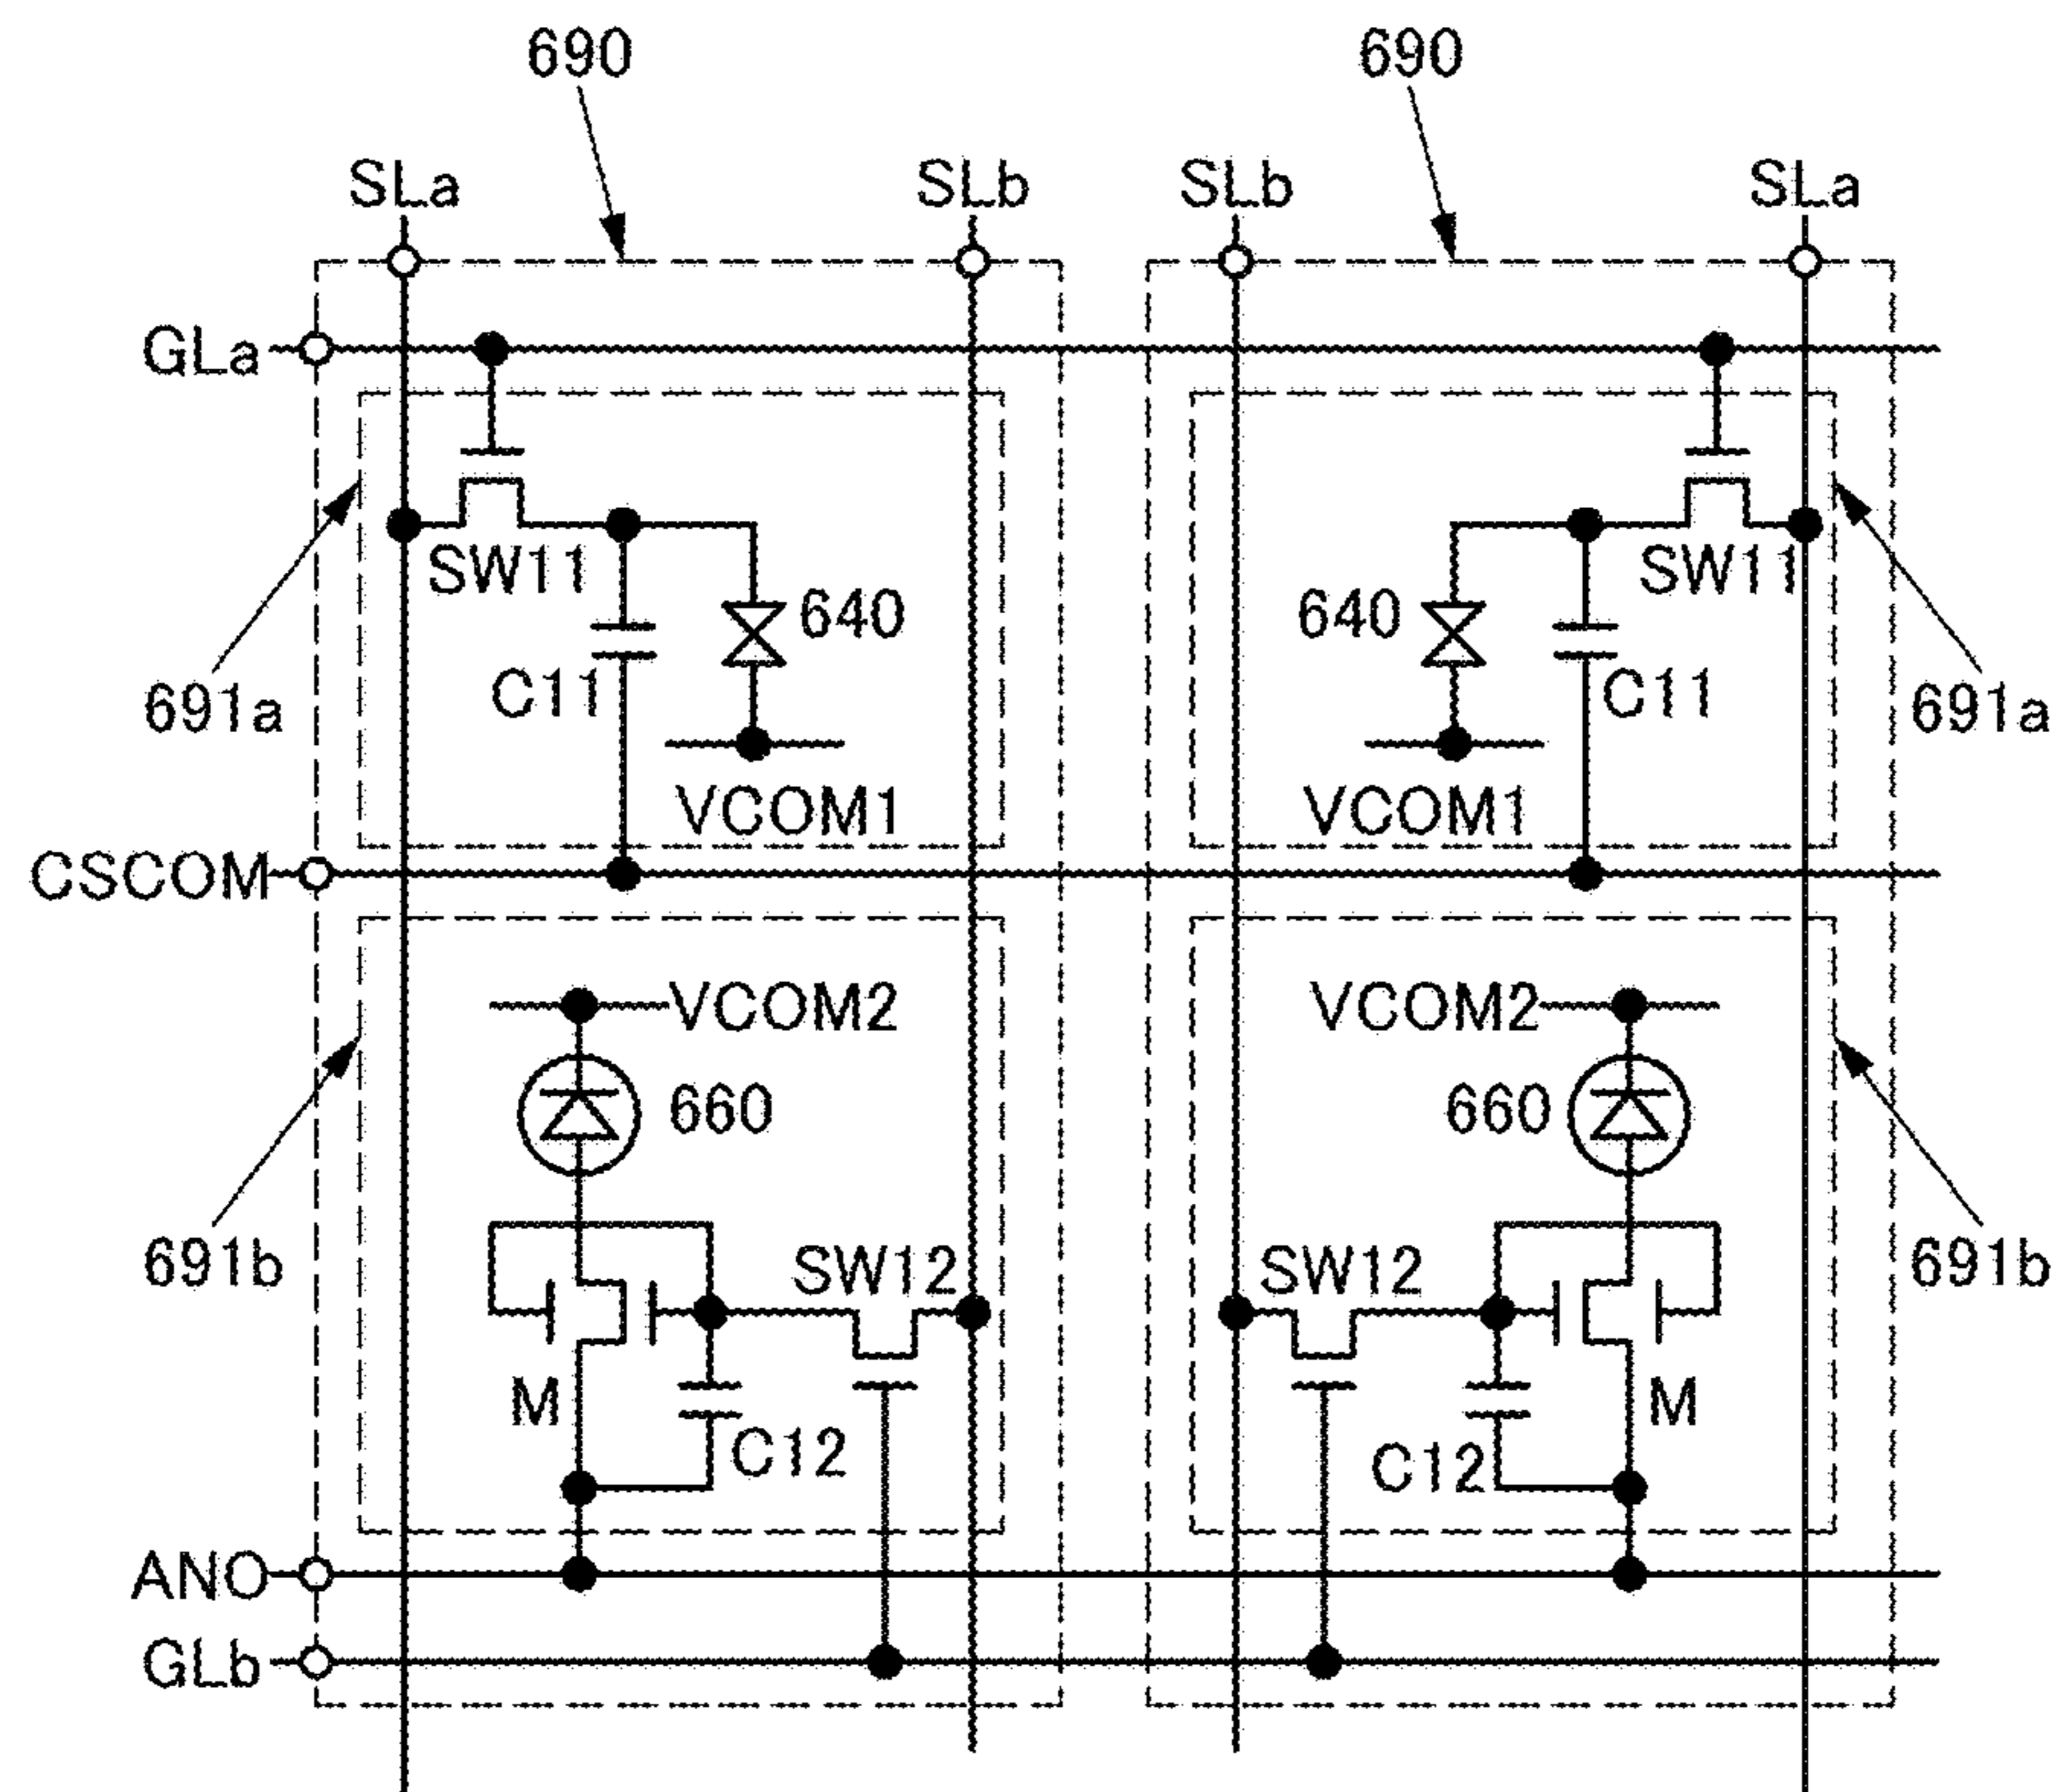 690 690
SLa SLb SLb SLa
GLa
SW11 SW11
640 640
691a C11 C11 691a
VCOM1 VCOM1
CSCOM
VCOM2 VCOM2
660 660
691b SW12 SW12 691b
M M
C12 C12
ANO
GLb